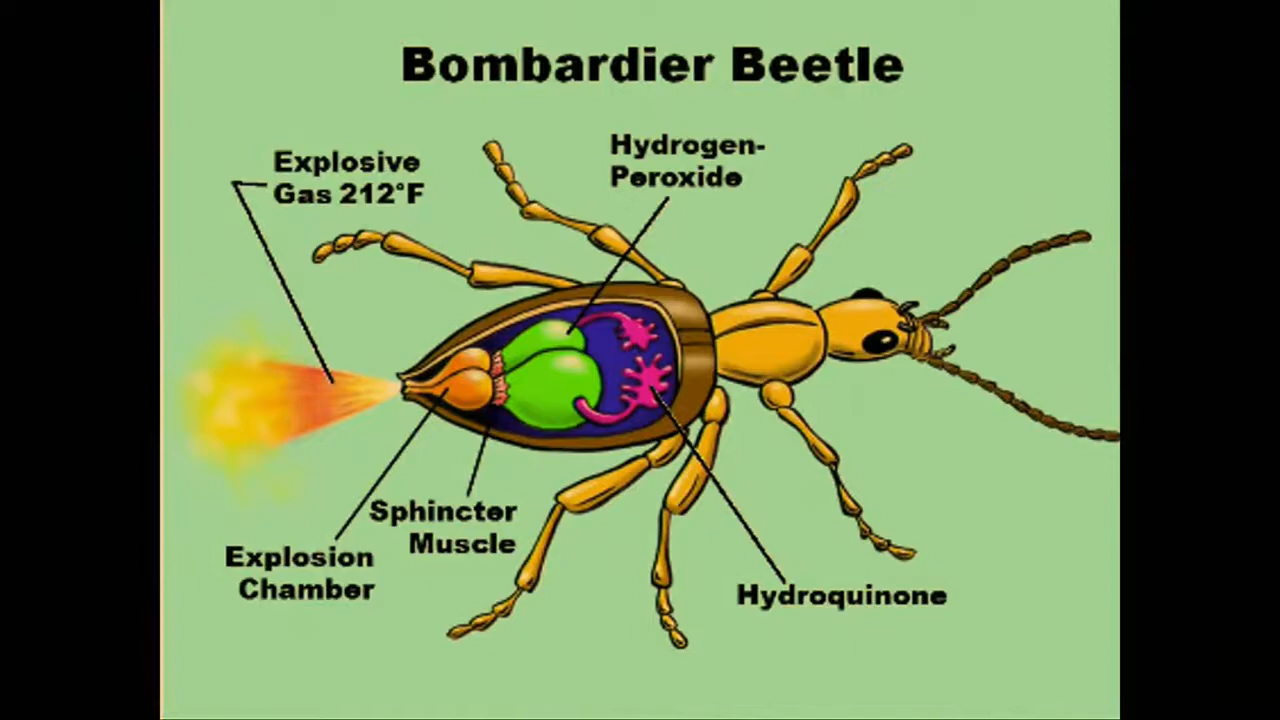 Bombardier Beetle
Explosive
Gas 212°F
Hydrogen-
Peroxide
Sphincter
Muscle
Explosion
Chamber
Hydroquinone